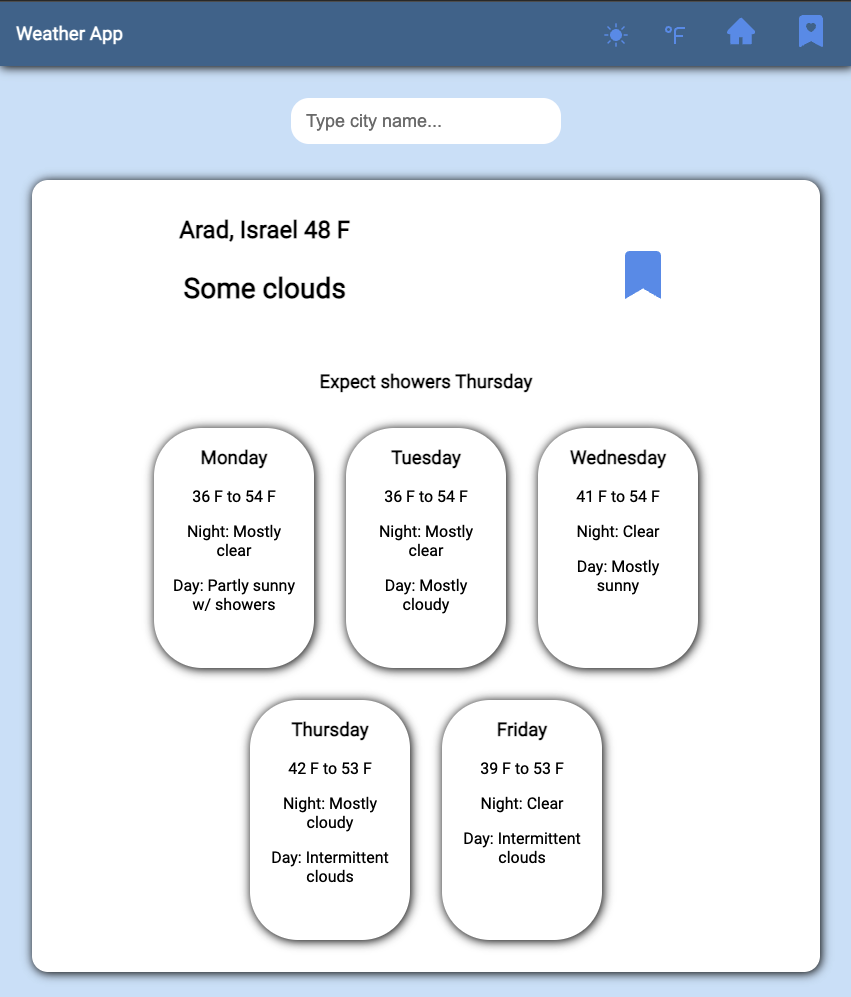 Weather App
°F
Type city name...
Arad, Israel 48 F
Some clouds
Expect showers Thursday
Monday
36 F to 54 F
Night: Mostly
clear
Day: Partly sunny
w/ showers
Tuesday
36 F to 54 F
Night: Mostly
clear
Day: Mostly
cloudy
Wednesday
41 F to 54 F
Night: Clear
Day: Mostly
sunny
Thursday
42 F to 53 F
Night: Mostly
cloudy
Day: Intermittent
clouds
Friday
39 F to 53 F
Night: Clear
Day: Intermittent
clouds